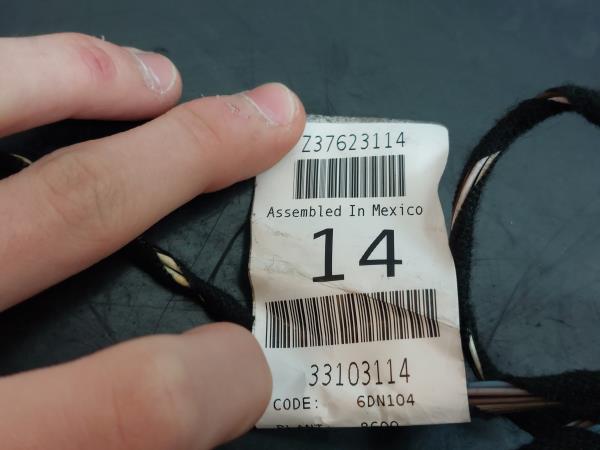 Z37623114
Assembled In Mexico
14
33103114
CODE: 6DN104